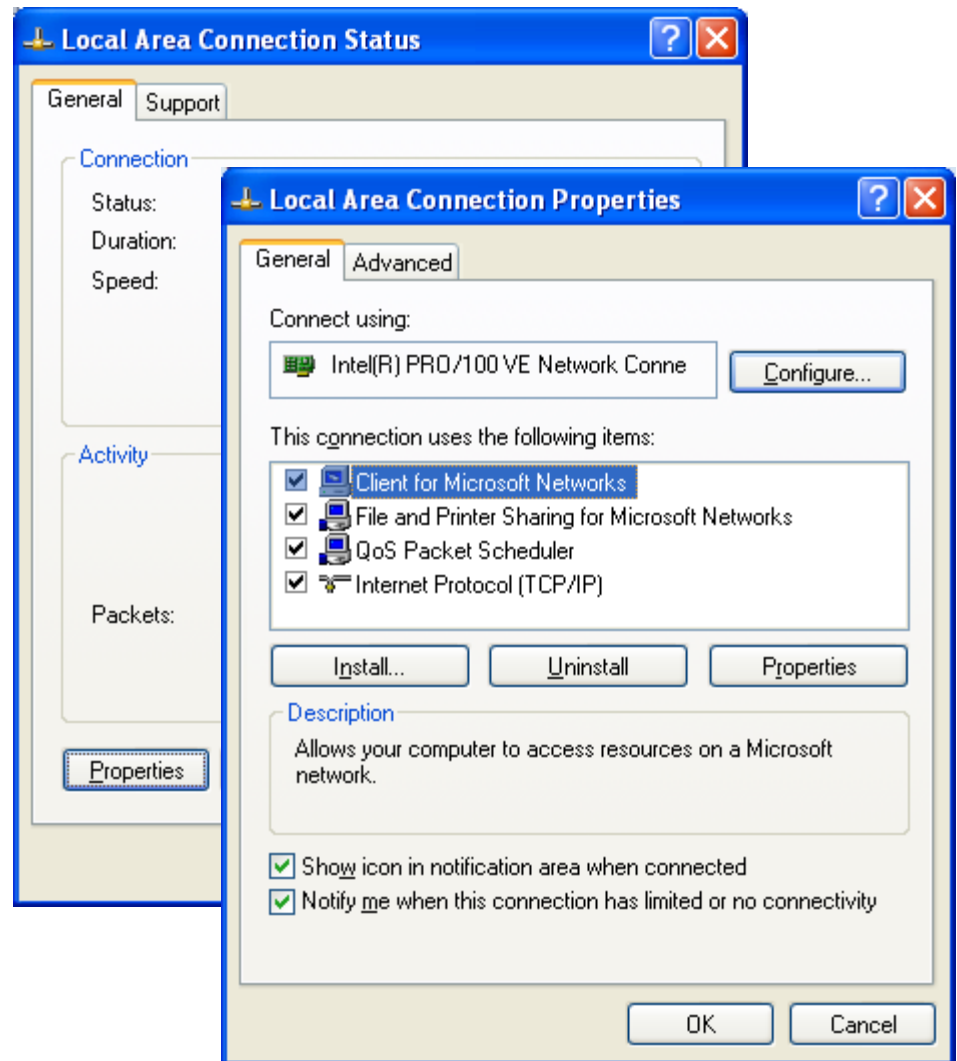 Local Area Connection Status
General Support
Connection
Status:
Duration:
Speed:
Activity
Packets:
Properties
Local Area Connection Properties
General Advanced
Connect using:
Intel(R) PRO/100 VE Network Conne
Configure...
This connection uses the following items:
Client for Microsoft Networks
File and Printer Sharing for Microsoft Networks
QoS Packet Scheduler
Internet Protocol (TCP/IP)
Install... Uninstall Properties
Description
Allows your computer to access resources on a Microsoft
network.
Show icon in notification area when connected
Notify me when this connection has limited or no connectivity
OK Cancel